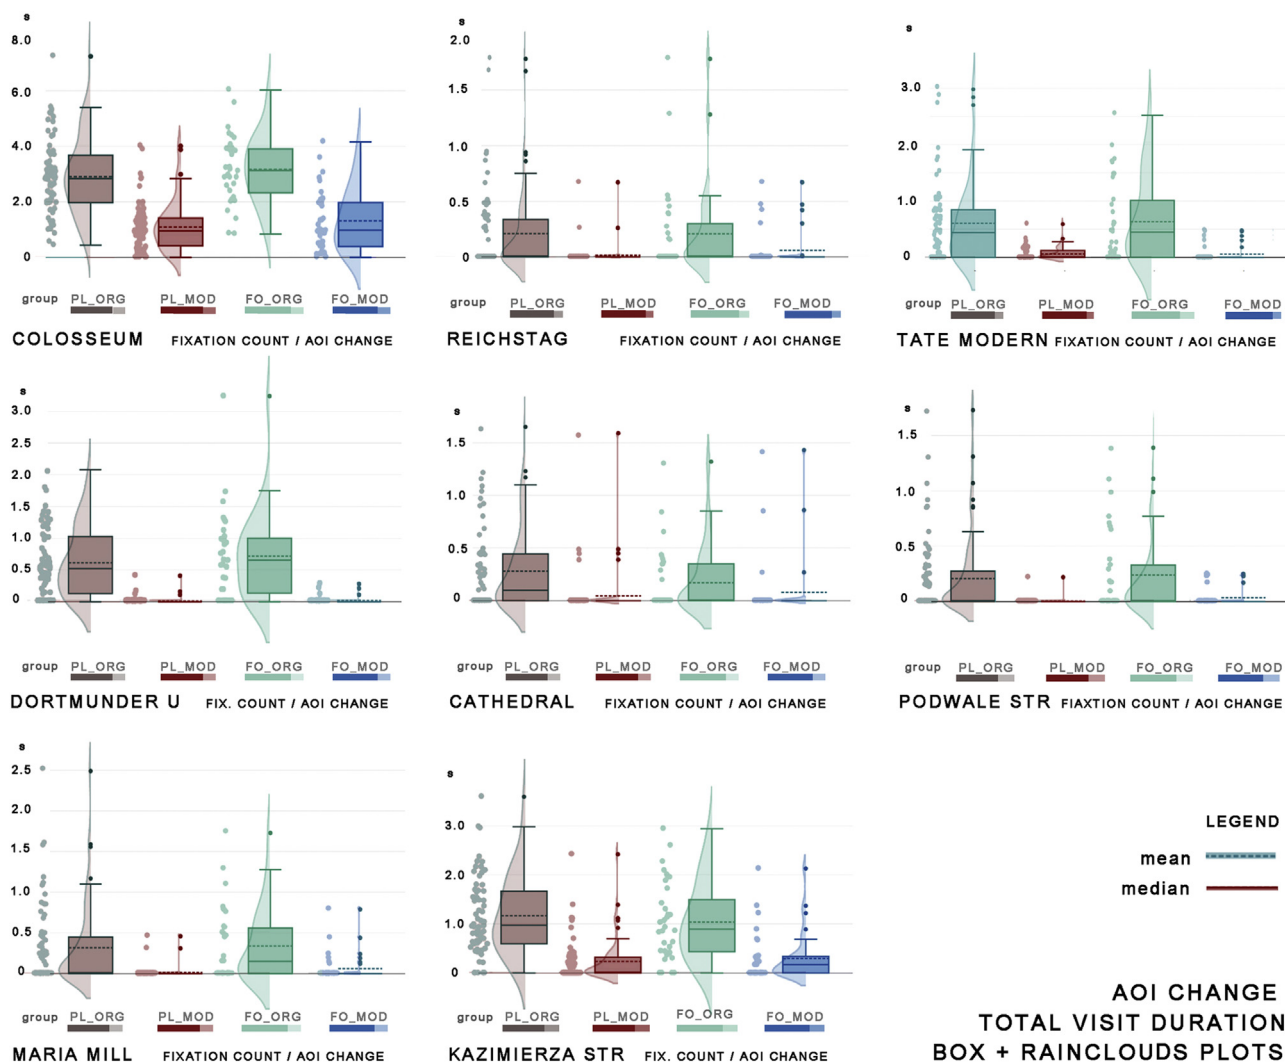 s
8.0
6.0
4.0
2.0
0
group PL_ORG PL_MOD FO_ORG FO_MOD
COLOSSEUM FIXATION COUNT / AOI CHANGE
s
2.0
1.5
1.0
0.5
0
group PL_ORG PL_MOD FO_ORG FO_MOD
REICHSTAG FIXATION COUNT / AOI CHANGE
s
3.0
2.0
1.0
0
group PL_ORG PL_MOD FO_ORG FO_MOD
TATE MODERN FIXATION COUNT / AOI CHANGE
s
3.0
2.5
2.0
1.5
1.0
0.5
0
group PL_ORG PL_MOD FO_ORG FO_MOD
DORTMUNDER U FIX. COUNT / AOI CHANGE
s
1.5
1.0
0.5
0
group PL_ORG PL_MOD FO_ORG FO_MOD
CATHEDRAL FIXATION COUNT / AOI CHANGE
s
1.5
1.0
0.5
0
group PL_ORG PL_MOD FO_ORG FO_MOD
PODWALE STR FIAXTION COUNT / AOI CHANGE
s
2.5
2.0
1.5
1.0
0.5
0
group PL_ORG PL_MOD FO_ORG FO_MOD
MARIA MILL FIXATION COUNT / AOI CHANGE
s
3.0
2.0
1.0
0
group PL_ORG PL_MOD FO_ORG FO_MOD
KAZIMIERZA STR FIX. COUNT / AOI CHANGE
LEGEND
mean
median
AOI CHANGE
TOTAL VISIT DURATION
BOX + RAINCLOUDS PLOTS